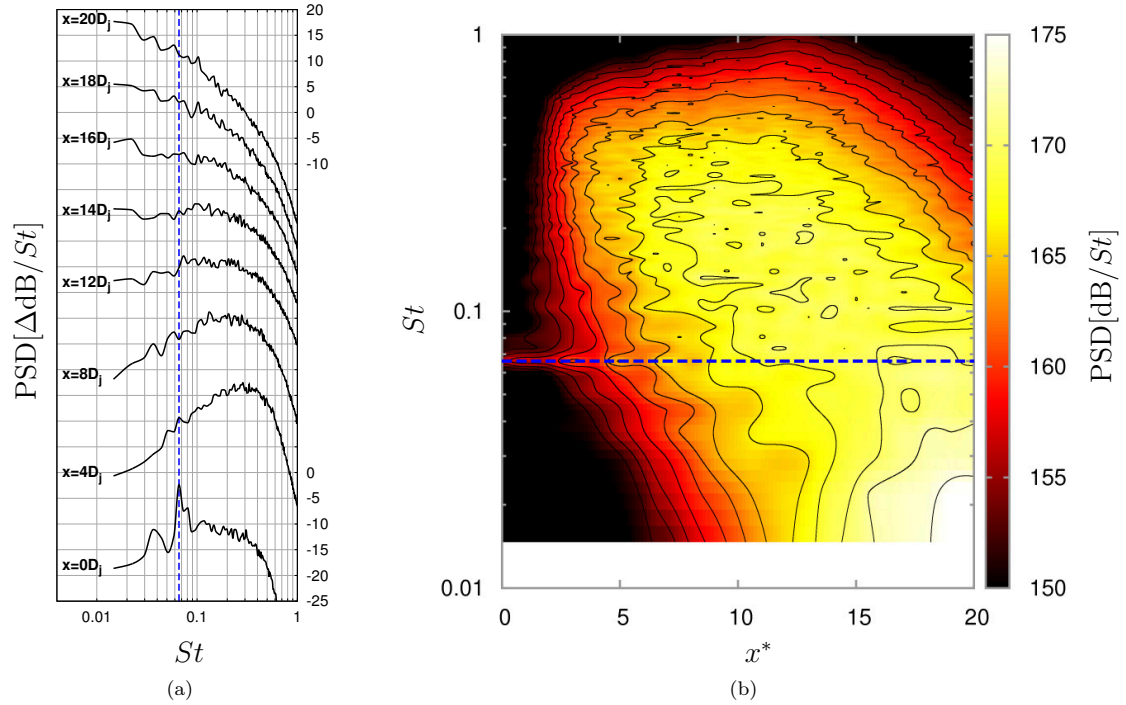 x=20Dj
x=18Dj
x=16Dj
x=14Dj
x=12Dj
x=8Dj
x=4Dj
x=0Dj
20
15
10
5
0
-5
-10
0
-5
-10
-15
-20
-25
PSD[ΔdB/St]
0.01
0.1
1
St
(a)
1
0.1
0.01
St
0
5
10
15
20
x*
175
170
165
160
155
150
PSD[dB/St]
(b)